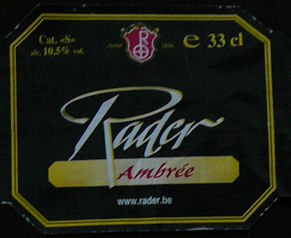 Cat. «S»
alc. 10,5% vol.
e 33 cl
Rader
Ambrée
www.rader.be